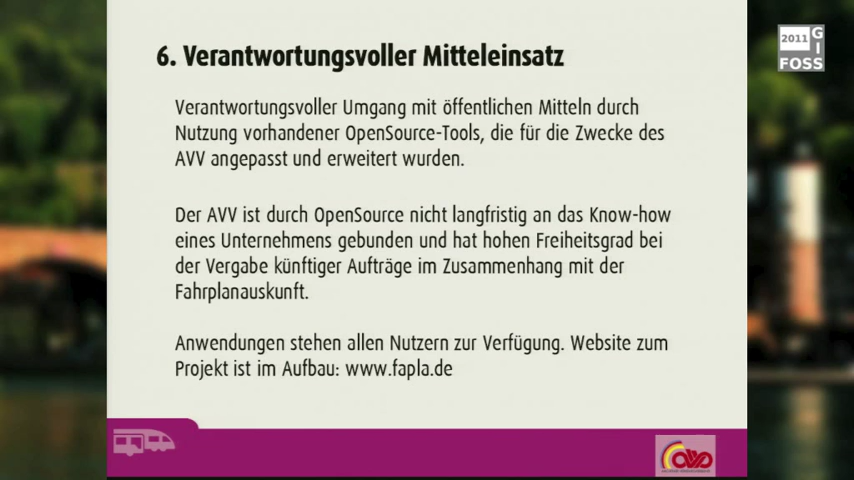 6. Verantwortungsvoller Mitteleinsatz
Verantwortungsvoller Umgang mit öffentlichen Mitteln durch
Nutzung vorhandener OpenSource-Tools, die für die Zwecke des
AVV angepasst und erweitert wurden.
Der AVV ist durch OpenSource nicht langfristig an das Know-how
eines Unternehmens gebunden und hat hohen Freiheitsgrad bei
der Vergabe künftiger Aufträge im Zusammenhang mit der
Fahrplanauskunft.
Anwendungen stehen allen Nutzern zur Verfügung. Website zum
Projekt ist im Aufbau: www.fapla.de
2011 G
I
FOSS